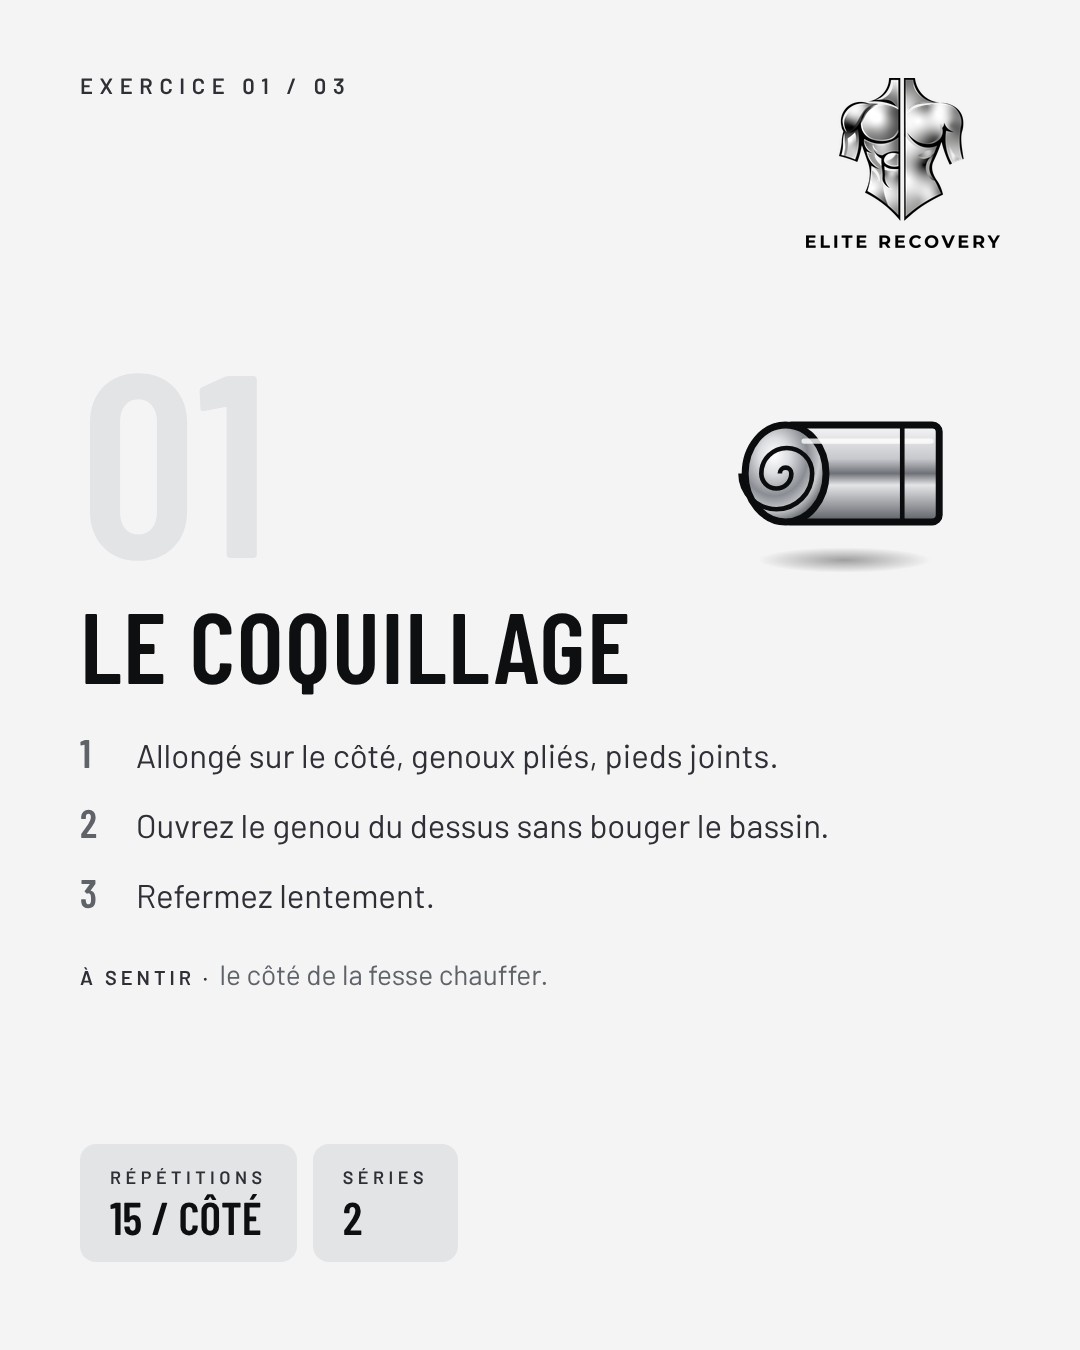 EXERCICE 01 / 03
ELITE RECOVERY
01
LE COQUILLAGE
1 Allongé sur le côté, genoux pliés, pieds joints.
2 Ouvrez le genou du dessus sans bouger le bassin.
3 Refermez lentement.
À SENTIR · le côté de la fesse chauffer.
RÉPÉTITIONS
15 / CÔTÉ
SÉRIES
2